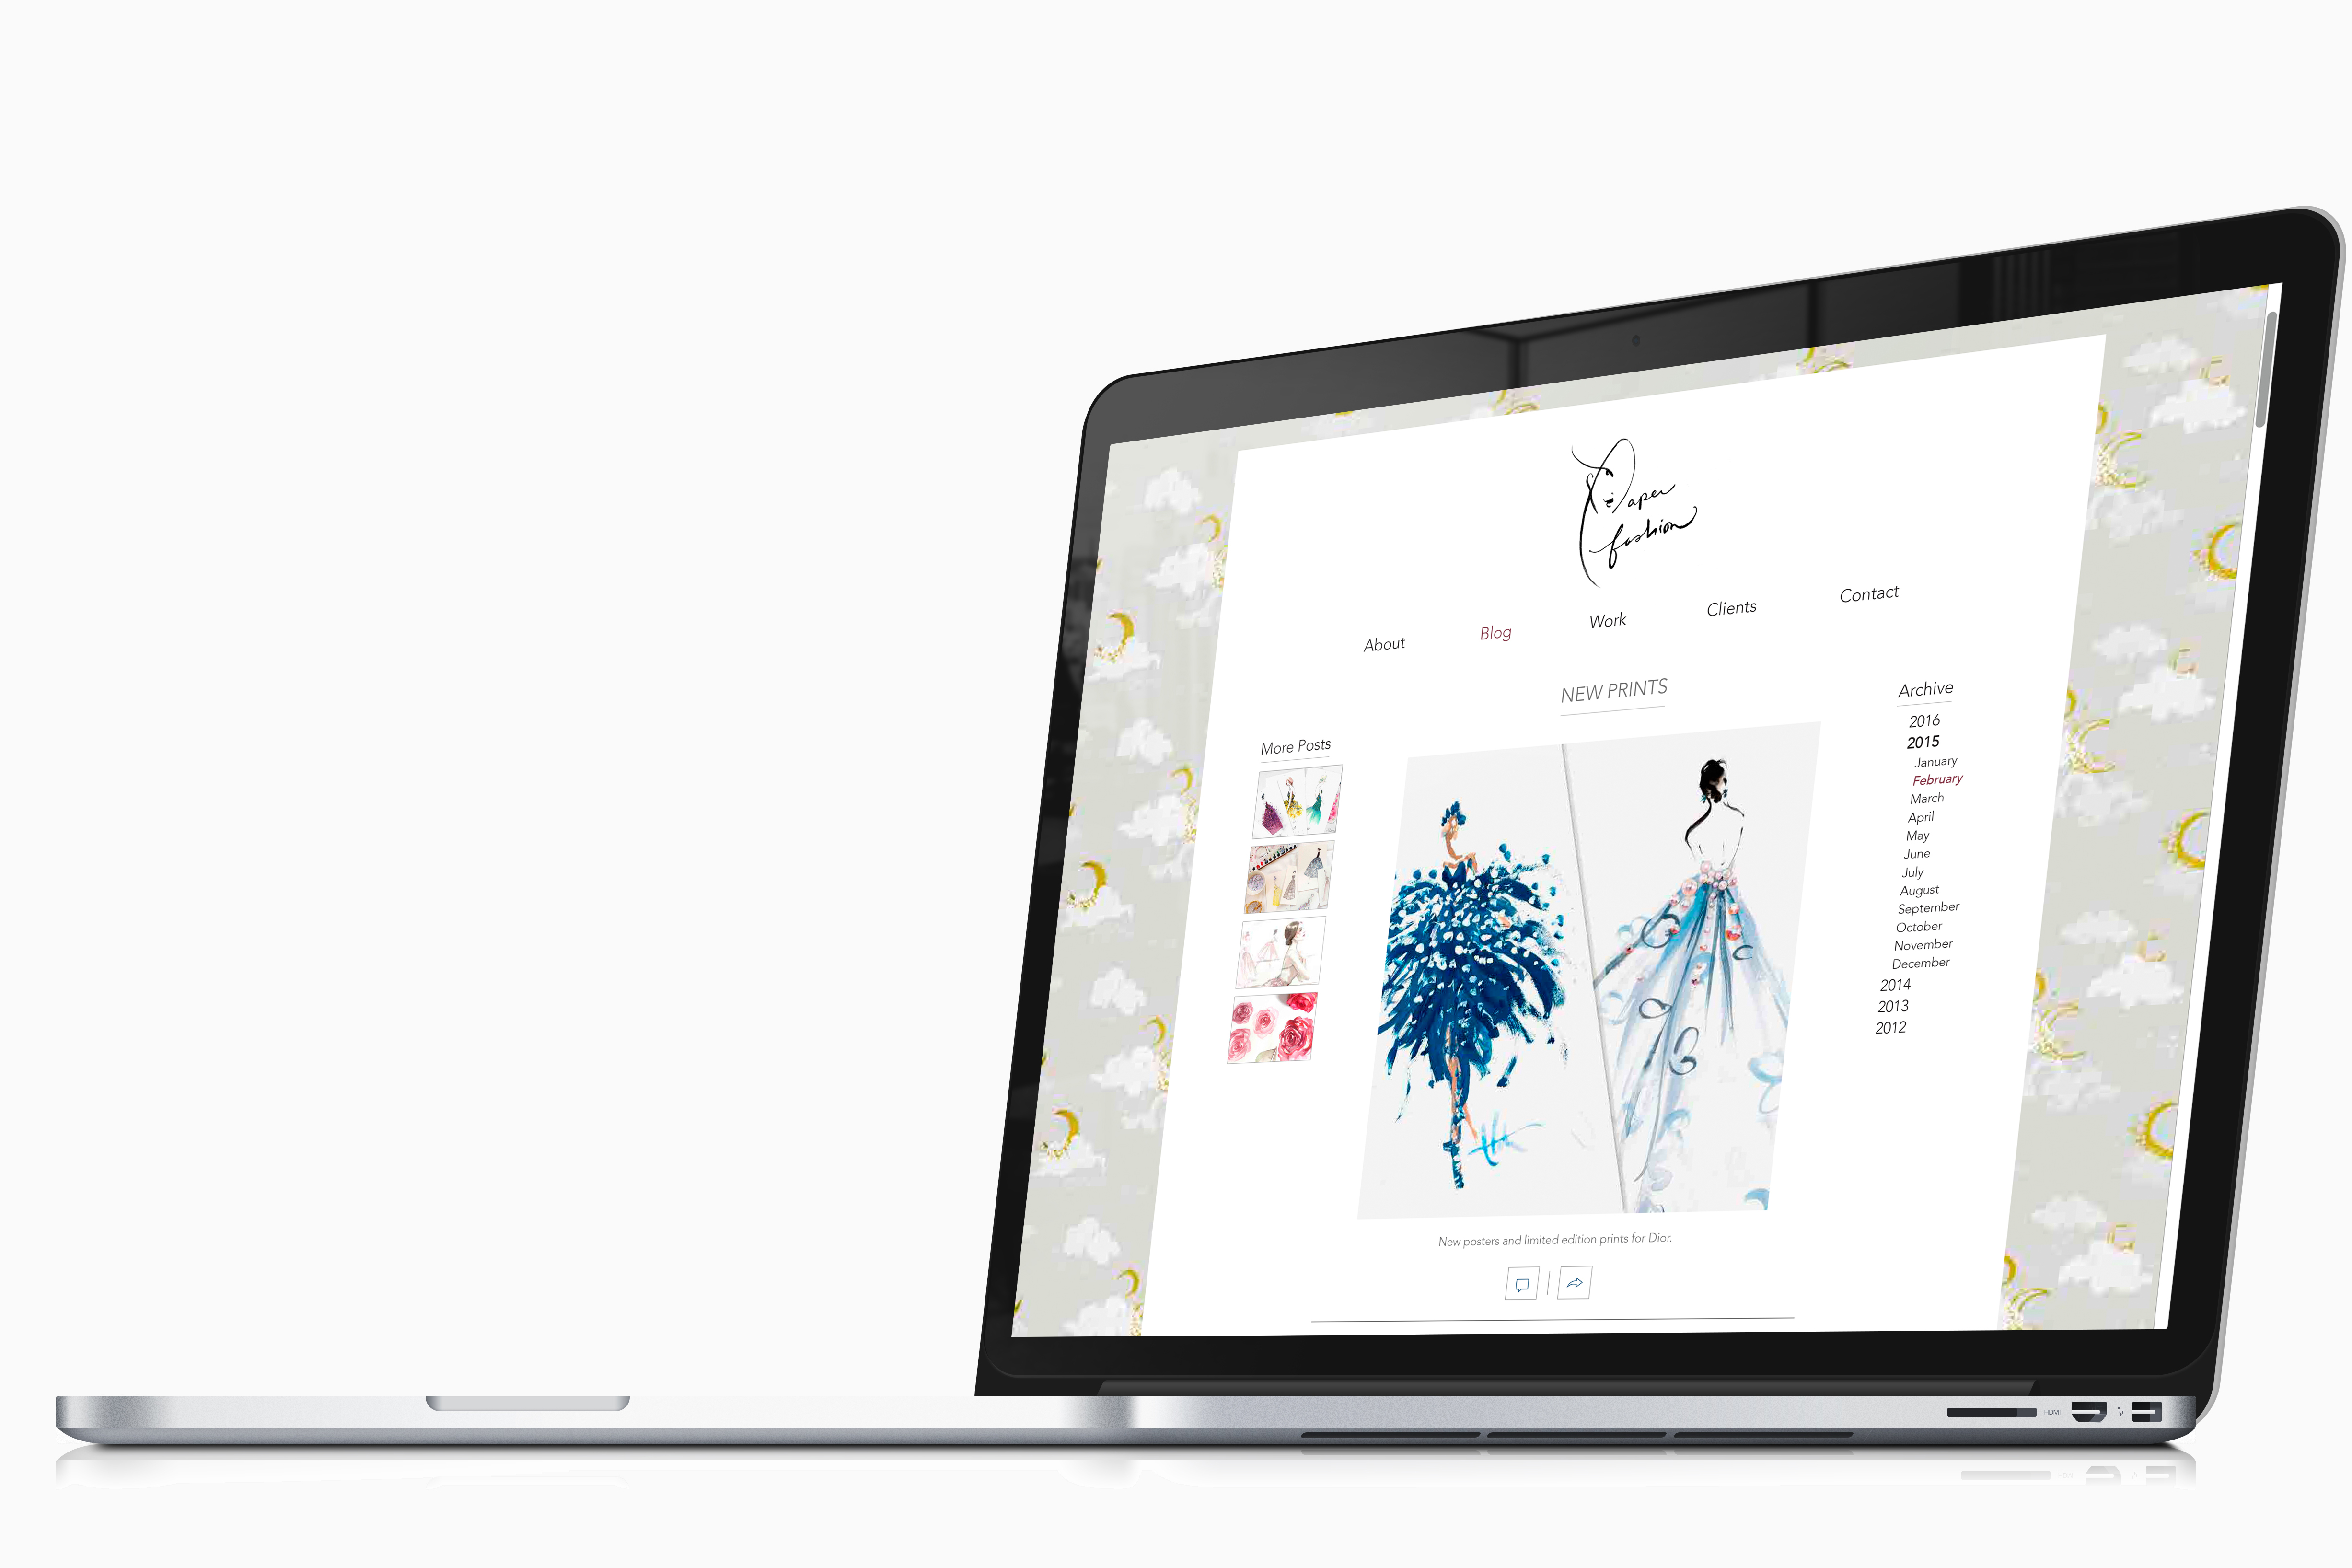 Paper
fashion
About
Blog
Work
Clients
Contact
NEW PRINTS
More Posts
Archive
2016
2015
January
February
March
April
May
June
July
August
September
October
November
December
2014
2013
2012
New posters and limited edition prints for Dior.
HDMI